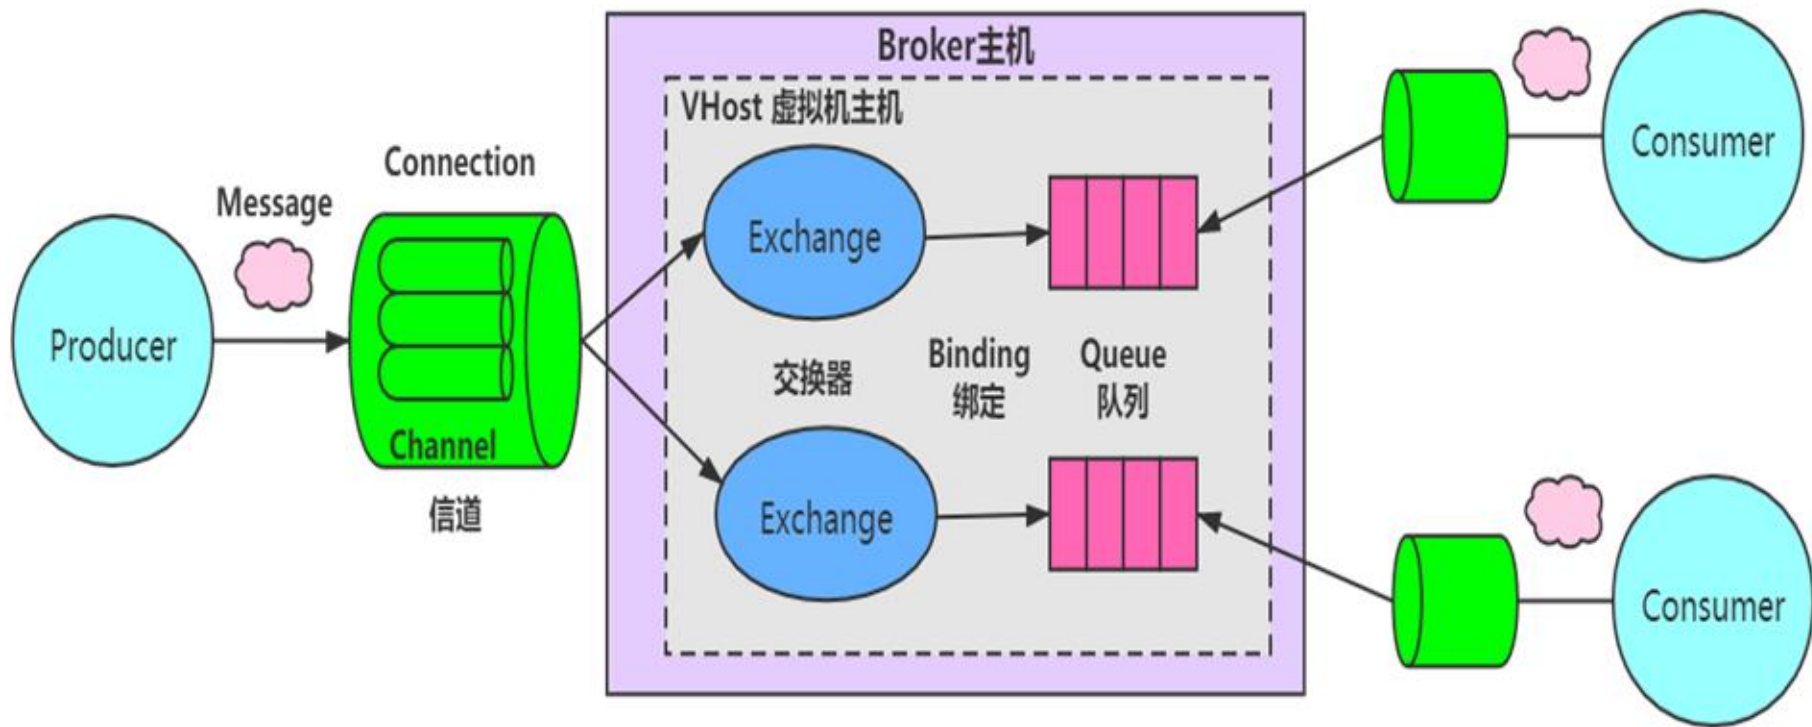 Broker主机
VHost 虚拟机主机
Connection
Message
Producer
Channel
信道
Exchange
交换器
Exchange
Binding
绑定
Queue
队列
Consumer
Consumer